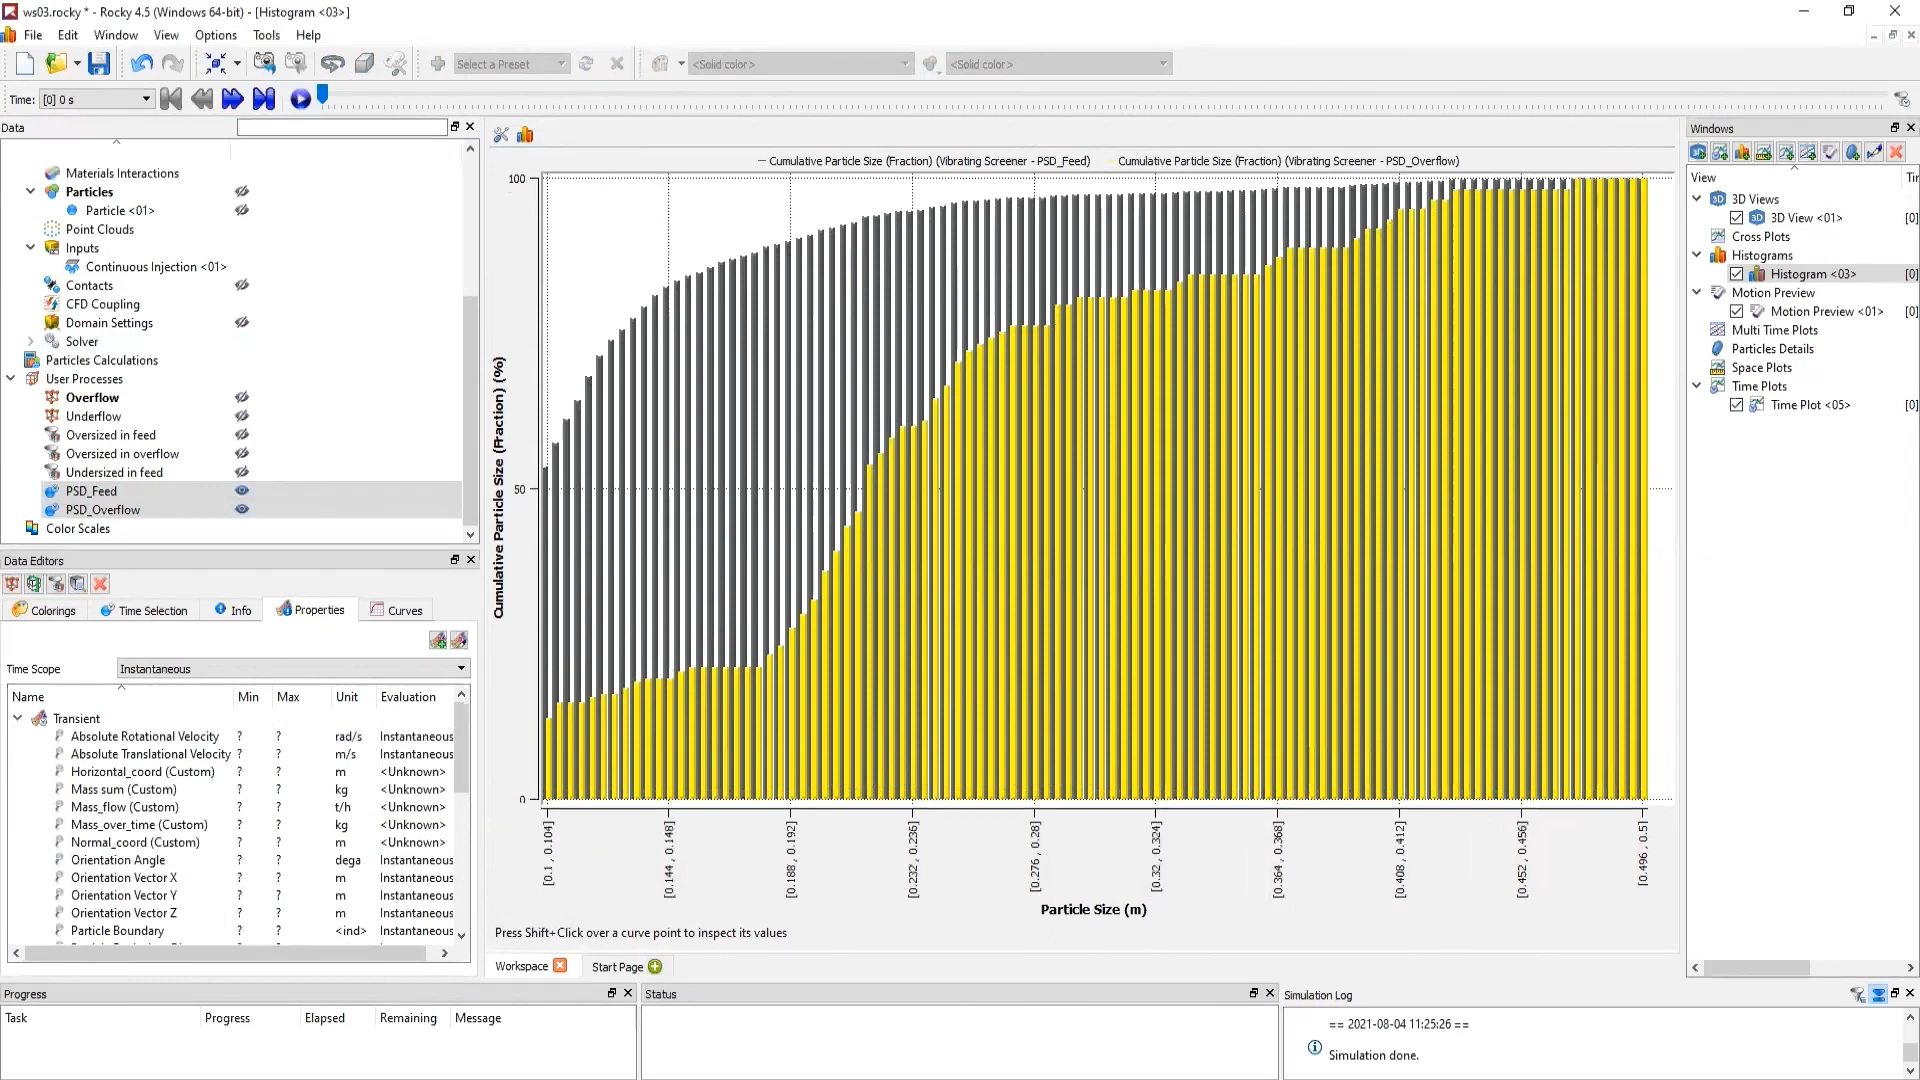 ws03.rocky * - Rocky 4.5 (Windows 64-bit) - [Histogram <03>]
File Edit Window View Options Tools Help
Select a Preset <Solid color> <Solid color>
Time: [0] 0 s
Data
Materials Interactions
Particles
Particle <01>
Point Clouds
Inputs
Continuous Injection <01>
Contacts
CFD Coupling
Domain Settings
Solver
Particles Calculations
User Processes
Overflow
Underflow
Oversized in feed
Oversized in overflow
Undersized in feed
PSD_Feed
PSD_Overflow
Color Scales
Data Editors
Colorings Time Selection Info Properties Curves
Time Scope Instantaneous
Name Min Max Unit Evaluation
Transient
Absolute Rotational Velocity ? ? rad/s Instantaneous
Absolute Translational Velocity ? ? m/s Instantaneous
Horizontal_coord (Custom) ? ? m <Unknown>
Mass sum (Custom) ? ? kg <Unknown>
Mass_flow (Custom) ? ? t/h <Unknown>
Mass_over_time (Custom) ? ? kg <Unknown>
Normal_coord (Custom) ? ? m <Unknown>
Orientation Angle ? ? dega Instantaneous
Orientation Vector X ? ? m Instantaneous
Orientation Vector Y ? ? m Instantaneous
Orientation Vector Z ? ? m Instantaneous
Particle Boundary ? ? <ind> Instantaneous
Cumulative Particle Size (Fraction) (Vibrating Screener - PSD_Feed) Cumulative Particle Size (Fraction) (Vibrating Screener - PSD_Overflow)
Cumulative Particle Size (Fraction) (%)
100
50
0
[0.1 , 0.104] [0.144 , 0.148] [0.188 , 0.192] [0.232 , 0.236] [0.276 , 0.28] [0.32 , 0.324] [0.364 , 0.368] [0.408 , 0.412] [0.452 , 0.456] [0.496 , 0.5]
Particle Size (m)
Press Shift+Click over a curve point to inspect its values
Workspace Start Page
Windows
View
3D Views
3D View <01> [0]
Cross Plots
Histograms
Histogram <03> [0]
Motion Preview
Motion Preview <01> [0]
Multi Time Plots
Particles Details
Space Plots
Time Plots
Time Plot <05> [0]
Progress
Task Progress Elapsed Remaining Message
Status
Simulation Log
== 2021-08-04 11:25:26 ==
Simulation done.